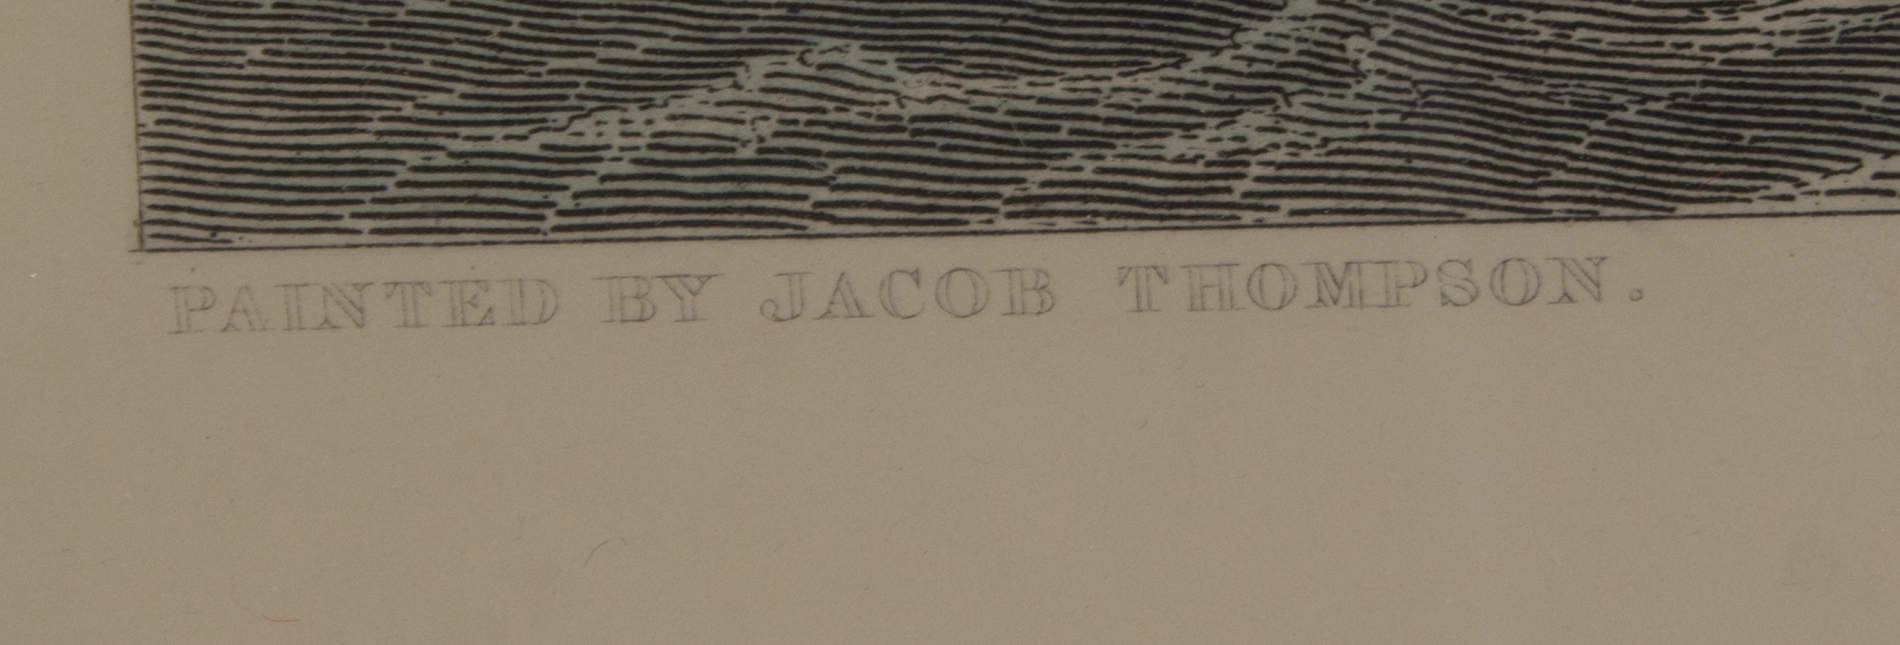 PAINTED BY JACOB THOMPSON.